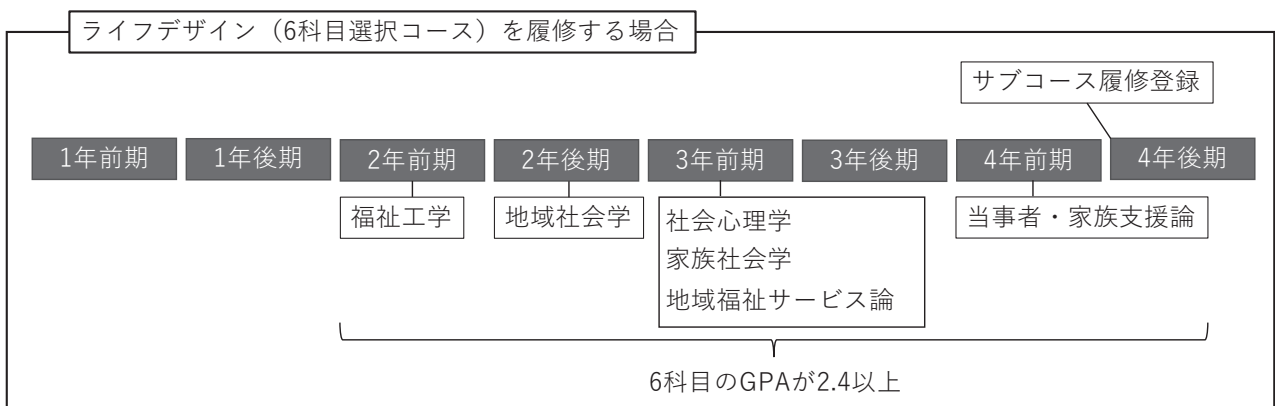 ライフデザイン（6科目選択コース）を履修する場合
サブコース履修登録
1年前期 1年後期 2年前期 2年後期 3年前期 3年後期 4年前期 4年後期
福祉工学
地域社会学
社会心理学
家族社会学
地域福祉サービス論
当事者・家族支援論
6科目のGPAが2.4以上